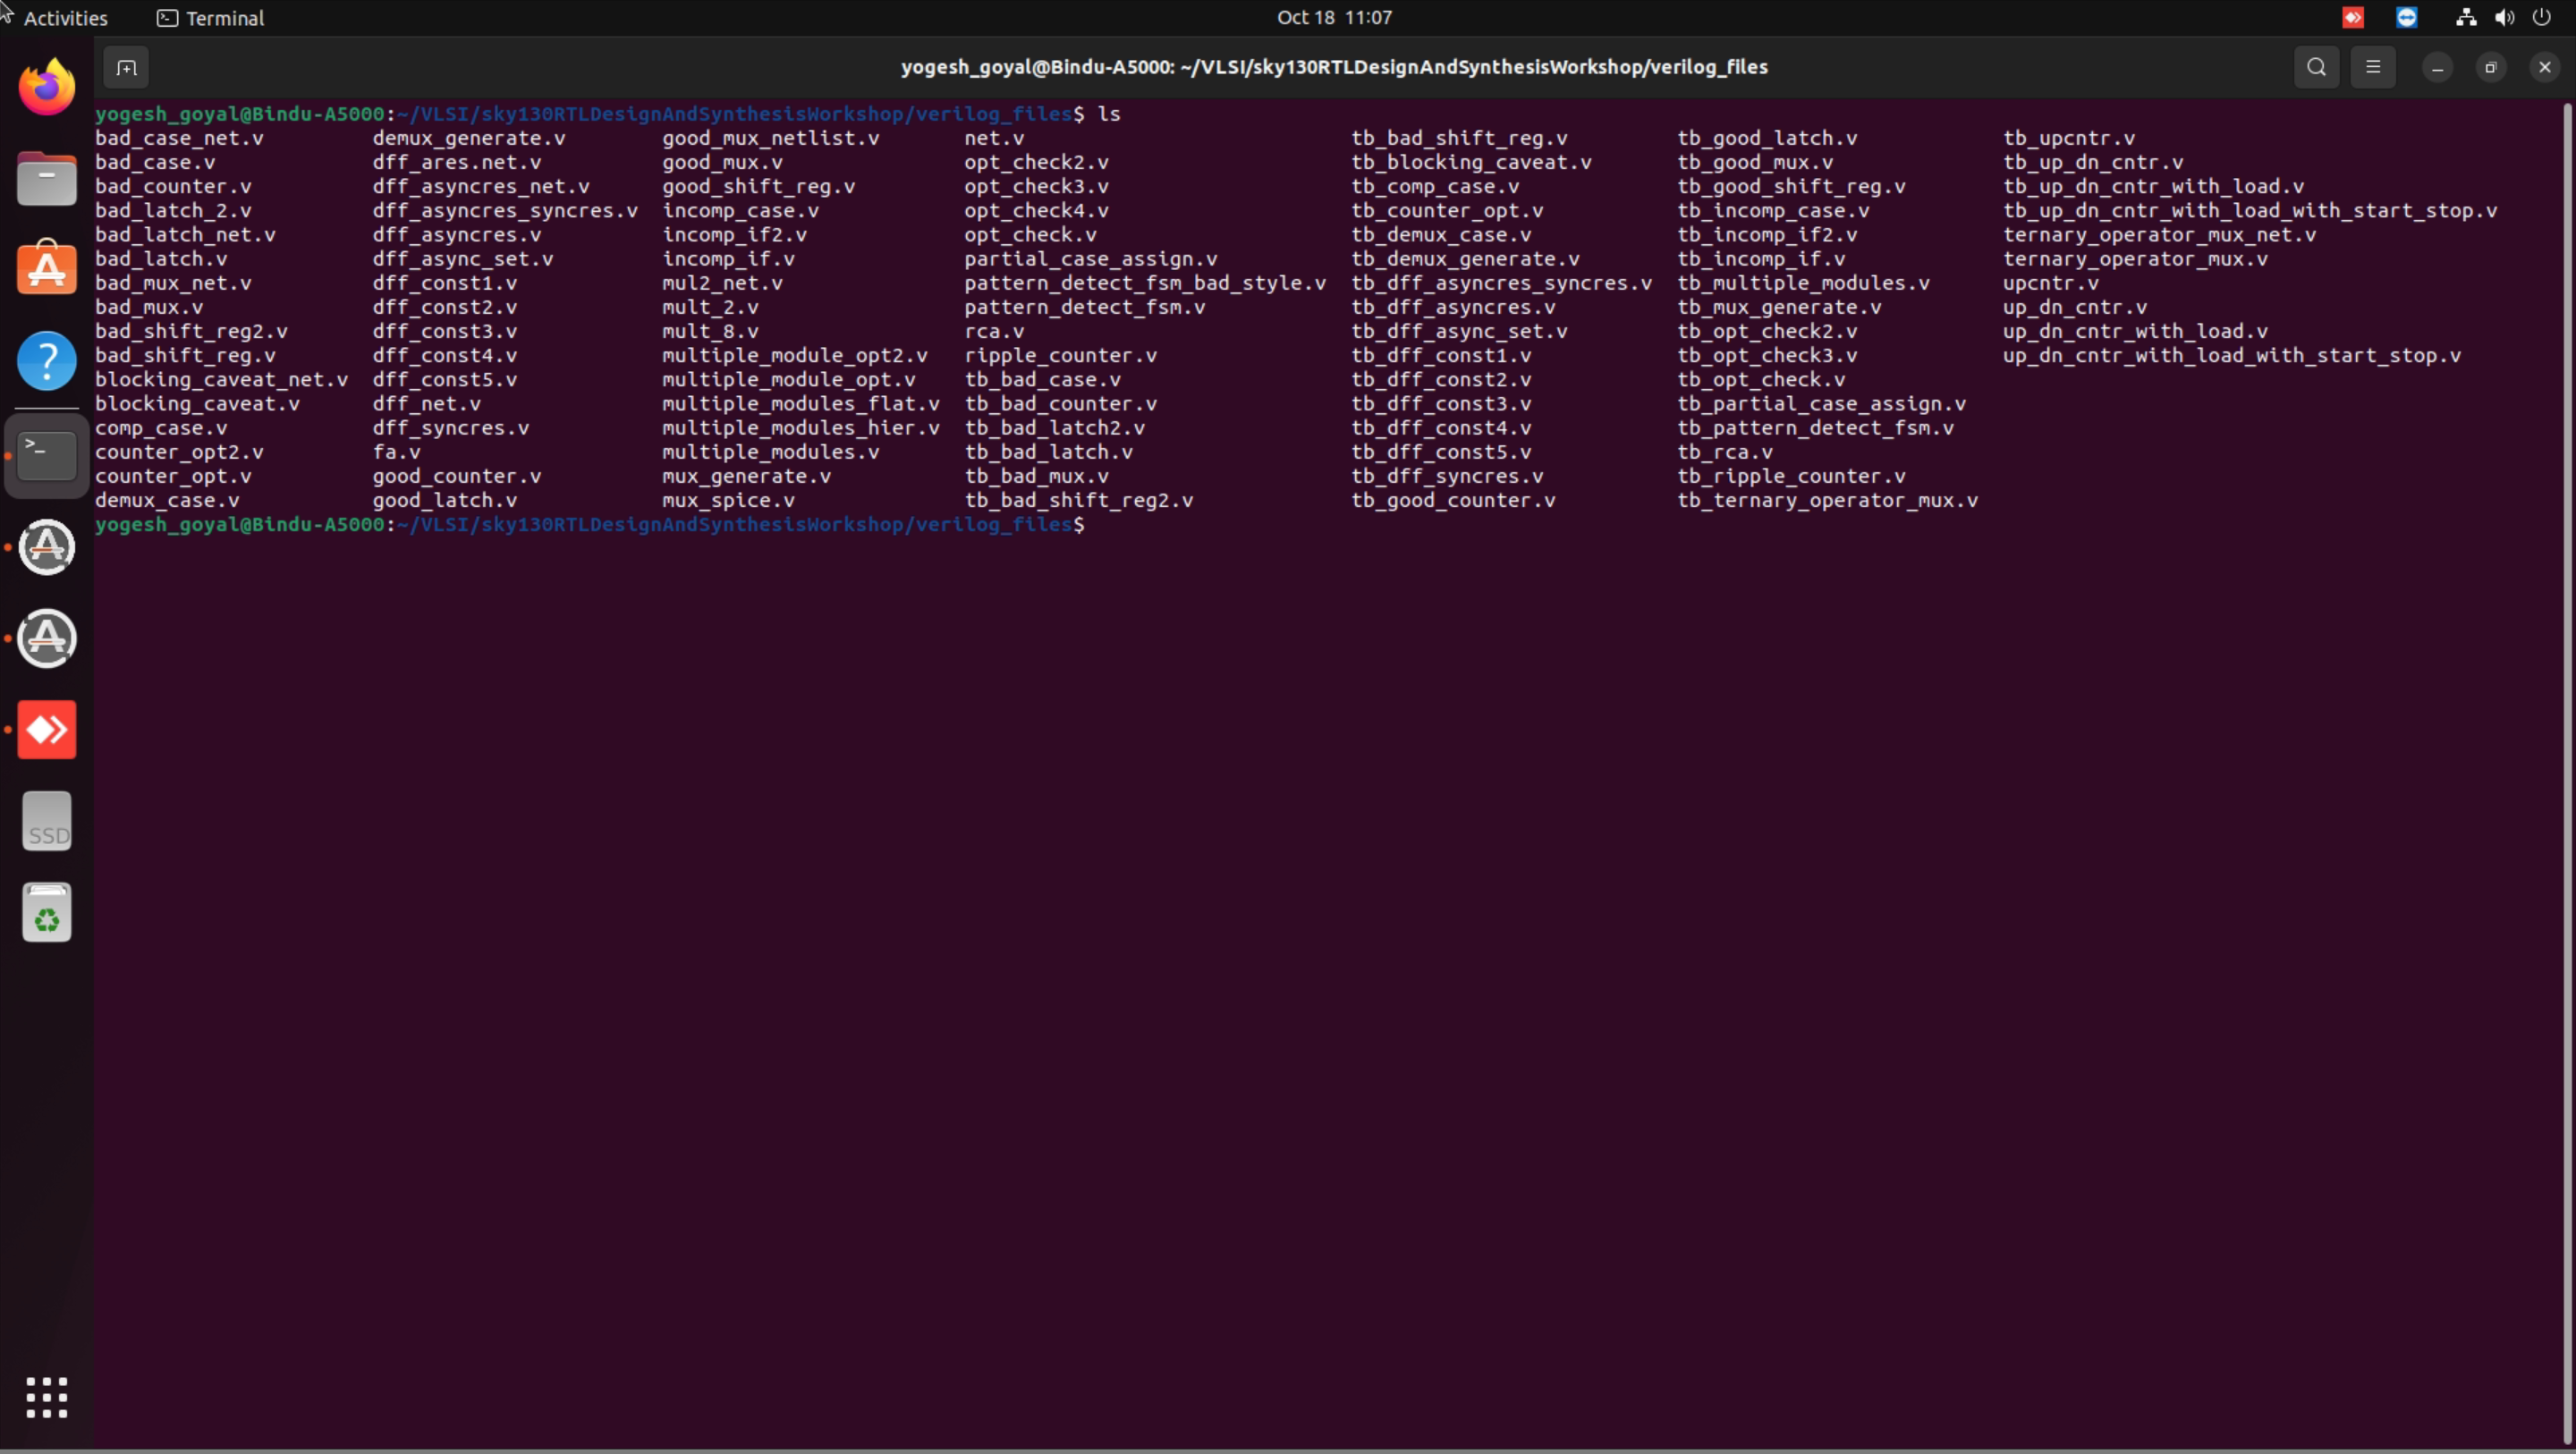 Activities Terminal Oct 18 11:07
yogesh_goyal@Bindu-A5000: ~/VLSI/sky130RTLDesignAndSynthesisWorkshop/verilog_files
yogesh_goyal@Bindu-A5000:~/VLSI/sky130RTLDesignAndSynthesisWorkshop/verilog_files$ ls
bad_case_net.v demux_generate.v good_mux_netlist.v net.v tb_bad_shift_reg.v tb_good_latch.v tb_upcntr.v
bad_case.v dff_ares.net.v good_mux.v opt_check2.v tb_blocking_caveat.v tb_good_mux.v tb_up_dn_cntr.v
bad_counter.v dff_asyncres_net.v good_shift_reg.v opt_check3.v tb_comp_case.v tb_good_shift_reg.v tb_up_dn_cntr_with_load.v
bad_latch_2.v dff_asyncres_syncres.v incomp_case.v opt_check4.v tb_counter_opt.v tb_incomp_case.v tb_up_dn_cntr_with_load_with_start_stop.v
bad_latch_net.v dff_asyncres.v incomp_if2.v opt_check.v tb_demux_case.v tb_incomp_if2.v ternary_operator_mux_net.v
bad_latch.v dff_async_set.v incomp_if.v partial_case_assign.v tb_demux_generate.v tb_incomp_if.v ternary_operator_mux.v
bad_mux_net.v dff_const1.v mul2_net.v pattern_detect_fsm_bad_style.v tb_dff_asyncres_syncres.v tb_multiple_modules.v upcntr.v
bad_mux.v dff_const2.v mult_2.v pattern_detect_fsm.v tb_dff_asyncres.v tb_mux_generate.v up_dn_cntr.v
bad_shift_reg2.v dff_const3.v mult_8.v rca.v tb_dff_async_set.v tb_opt_check2.v up_dn_cntr_with_load.v
bad_shift_reg.v dff_const4.v multiple_module_opt2.v ripple_counter.v tb_dff_const1.v tb_opt_check3.v up_dn_cntr_with_load_with_start_stop.v
blocking_caveat_net.v dff_const5.v multiple_module_opt.v tb_bad_case.v tb_dff_const2.v tb_opt_check.v
blocking_caveat.v dff_net.v multiple_modules_flat.v tb_bad_counter.v tb_dff_const3.v tb_partial_case_assign.v
comp_case.v dff_syncres.v multiple_modules_hier.v tb_bad_latch2.v tb_dff_const4.v tb_pattern_detect_fsm.v
counter_opt2.v fa.v multiple_modules.v tb_bad_latch.v tb_dff_const5.v tb_rca.v
counter_opt.v good_counter.v mux_generate.v tb_bad_mux.v tb_dff_syncres.v tb_ripple_counter.v
demux_case.v good_latch.v mux_spice.v tb_bad_shift_reg2.v tb_good_counter.v tb_ternary_operator_mux.v
yogesh_goyal@Bindu-A5000:~/VLSI/sky130RTLDesignAndSynthesisWorkshop/verilog_files$
SSD